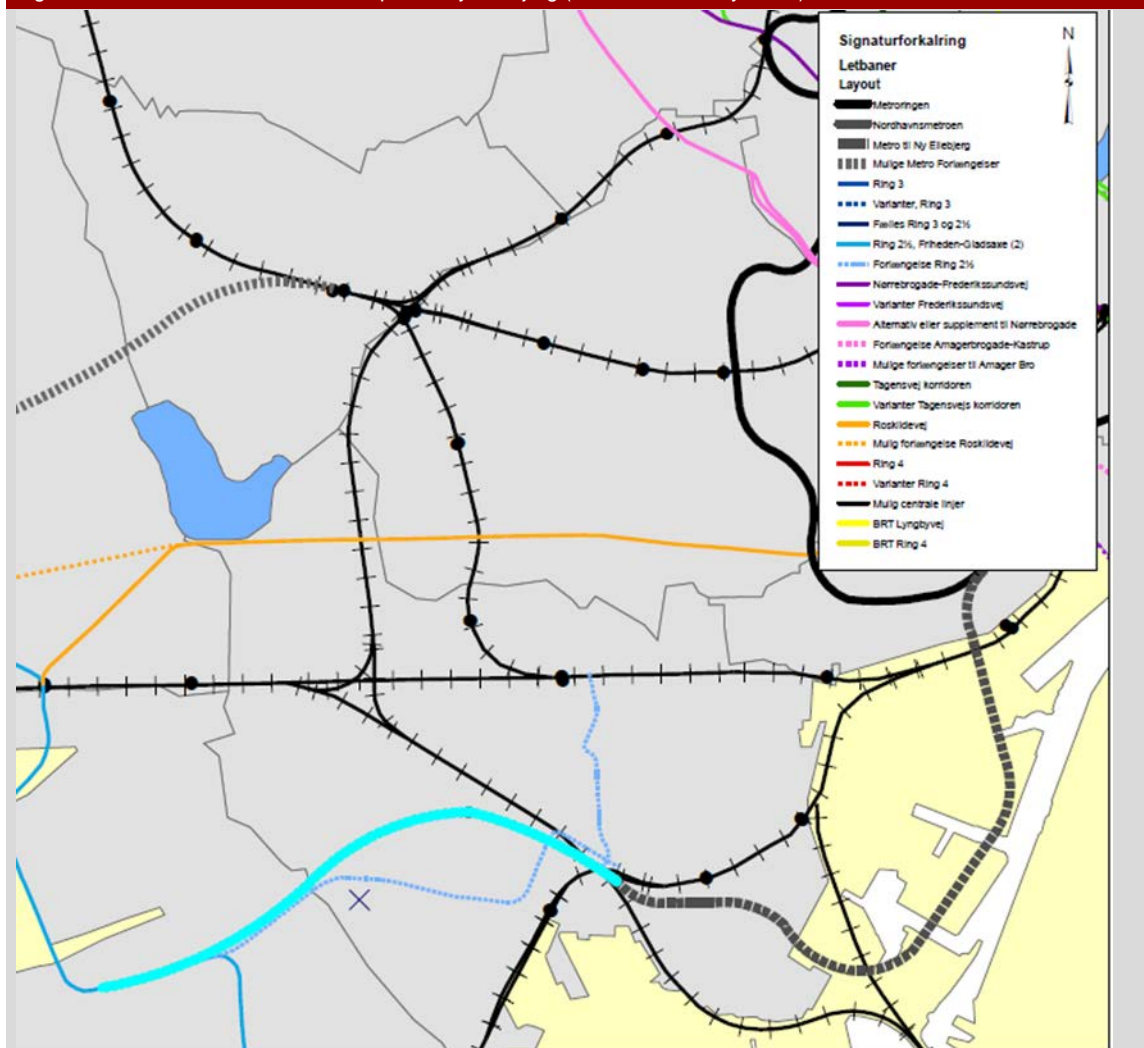 Signaturforkalring
N
Letbaner
Layout
Metroringen
Nordhavnsmetroen
Metro til Ny Ellebjerg
Mulige Metro Forlængelser
Ring 3
Varianter, Ring 3
Fælles Ring 3 og 2½
Ring 2½, Friheden-Gladsaxe (2)
Forlængelse Ring 2½
Nørrebrogade-Frederikssundsvej
Varianter Frederikssundsvej
Alternativ eller supplement til Nørrebrogade
Forlængelse Amagerbrogade-Kastrup
Mulige forlængelser til Amager Bro
Tagensvej korridoren
Varianter Tagensvejs korridoren
Roskildevej
Mulig forlængelse Roskildevej
Ring 4
Varianter Ring 4
Mulig centrale linjer
BRT Lyngbyvej
BRT Ring 4